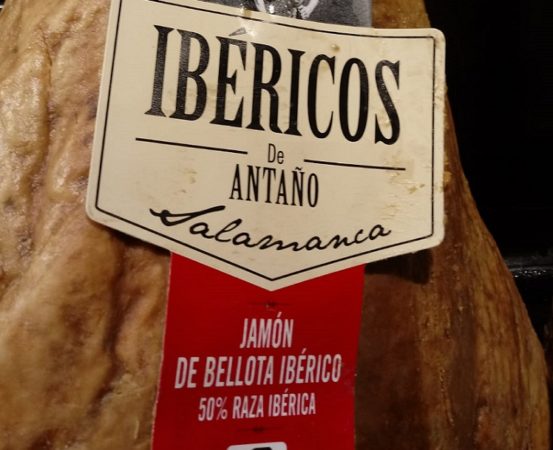 IBÉRICOS
De
ANTAÑO
Salamanca
JAMÓN
DE BELLOTA IBÉRICO
50% RAZA IBÉRICA